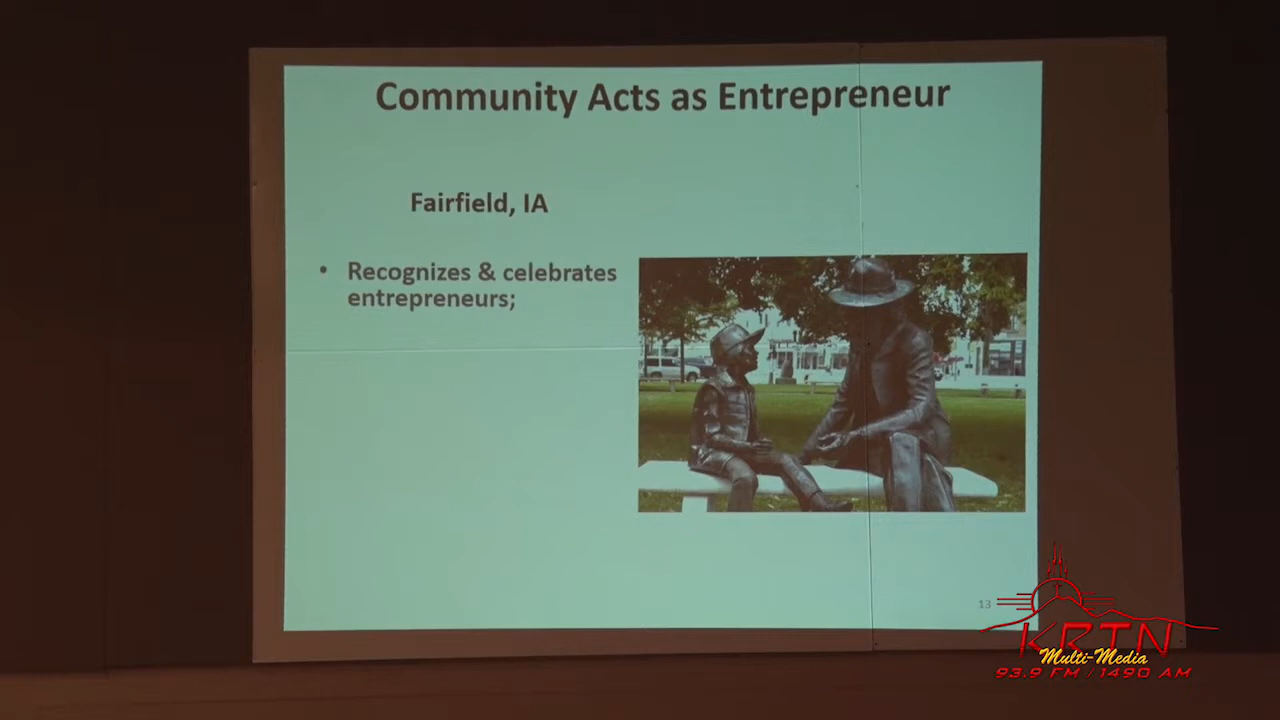 Community Acts as Entrepreneur
Fairfield, IA
• Recognizes & celebrates
entrepreneurs;
13
KRTN
Multi-Media
93.9 FM / 1490 AM